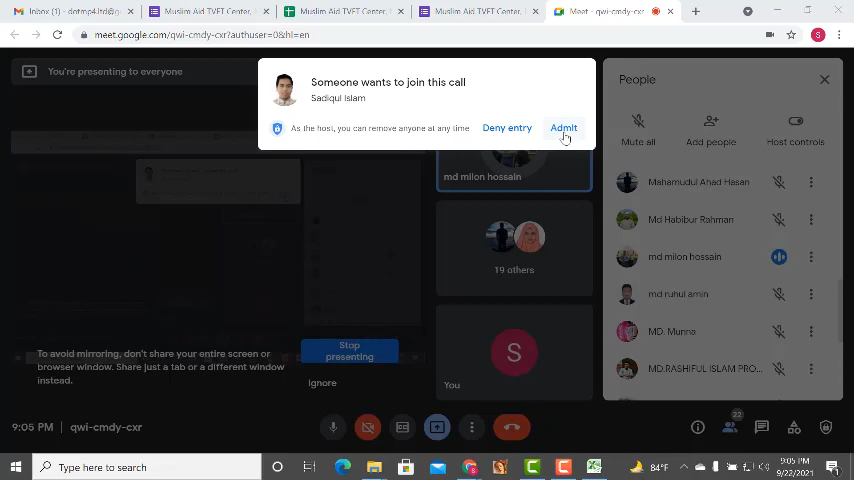 Inbox (1) - dotmp4ltd@g
Muslim Aid TVET Center,
Muslim Aid TVET Center,
Muslim Aid TVET Center,
Meet - qwi-cmdy-cxr
meet.google.com/qwi-cmdy-cxr?authuser=0&hl=en
S
You're presenting to everyone
Someone wants to join this call
Sadiqul Islam
As the host, you can remove anyone at any time
Deny entry
Admit
People
Mute all
Add people
Host controls
md milon hossain
19 others
S
You
Mahamudul Ahad Hasan
Md Habibur Rahman
md milon hossain
md ruhul amin
MD. Munna
MD.RASHIFUL ISLAM PRO...
To avoid mirroring, don't share your entire screen or
browser window. Share just a tab or a different window
instead.
Stop
presenting
Ignore
9:05 PM
qwi-cmdy-cxr
22
Type here to search
84°F
9:05 PM
9/22/2021